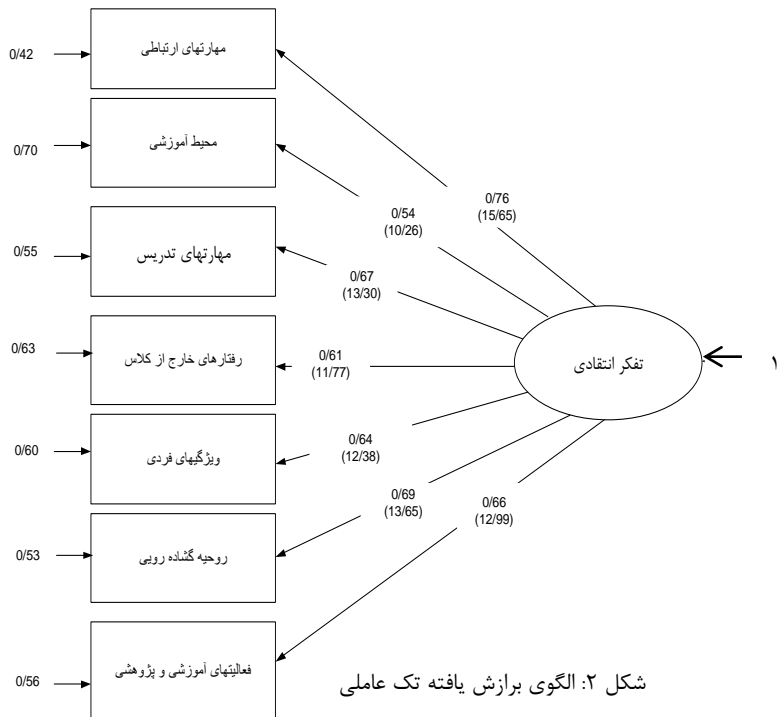 مهارتهای ارتباطی
0/42
محیط آموزشی
0/70
مهارتهای تدریس
0/55
رفتارهای خارج از کلاس
0/63
ویژگیهای فردی
0/60
روحیه گشاده رویی
0/53
فعالیتهای آموزشی و پژوهشی
0/56
0/76
(15/65)
0/54
(10/26)
0/67
(13/30)
0/61
(11/77)
0/64
(12/38)
0/69
(13/65)
0/66
(12/99)
تفکر انتقادی
۱
شکل ۲: الگوی برازش یافته تک عاملی